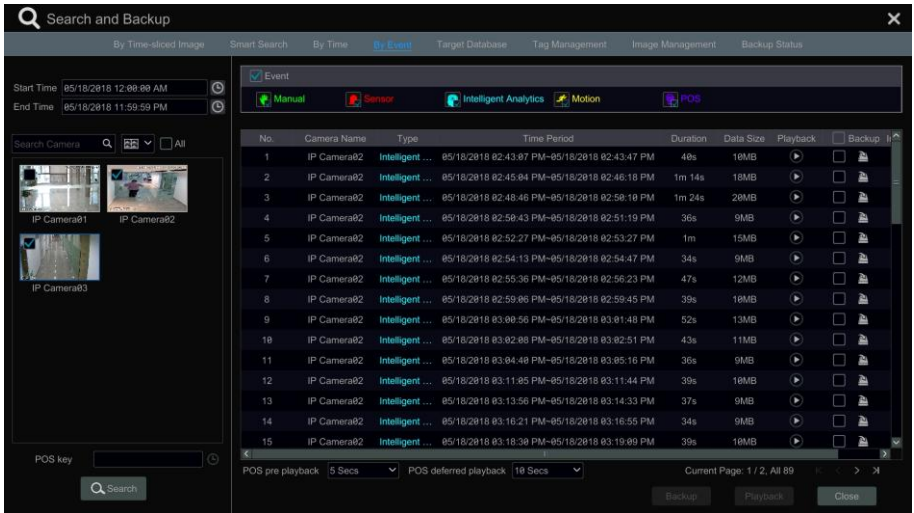 Search and Backup
By Time-sliced Image Smart Search By Time By Event Target Database Tag Management Image Management Backup Status
Start Time 05/18/2018 12:00:00 AM
End Time 05/18/2018 11:59:59 PM
Search Camera All
IP Camera01 IP Camera02
IP Camera03
POS key
Search
Event
Manual Sensor Intelligent Analytics Motion POS
No. Camera Name Type Time Period Duration Data Size Playback Backup
1 IP Camera02 Intelligent ... 05/18/2018 02:43:07 PM~05/18/2018 02:43:47 PM 40s 10MB
2 IP Camera02 Intelligent ... 05/18/2018 02:45:04 PM~05/18/2018 02:46:18 PM 1m 14s 18MB
3 IP Camera02 Intelligent ... 05/18/2018 02:48:46 PM~05/18/2018 02:50:10 PM 1m 24s 20MB
4 IP Camera02 Intelligent ... 05/18/2018 02:50:43 PM~05/18/2018 02:51:19 PM 36s 9MB
5 IP Camera02 Intelligent ... 05/18/2018 02:52:27 PM~05/18/2018 02:53:27 PM 1m 15MB
6 IP Camera02 Intelligent ... 05/18/2018 02:54:13 PM~05/18/2018 02:54:47 PM 34s 9MB
7 IP Camera02 Intelligent ... 05/18/2018 02:55:36 PM~05/18/2018 02:56:23 PM 47s 12MB
8 IP Camera02 Intelligent ... 05/18/2018 02:59:06 PM~05/18/2018 02:59:45 PM 39s 10MB
9 IP Camera02 Intelligent ... 05/18/2018 03:00:56 PM~05/18/2018 03:01:48 PM 52s 13MB
10 IP Camera02 Intelligent ... 05/18/2018 03:02:08 PM~05/18/2018 03:02:51 PM 43s 11MB
11 IP Camera02 Intelligent ... 05/18/2018 03:04:40 PM~05/18/2018 03:05:16 PM 36s 9MB
12 IP Camera02 Intelligent ... 05/18/2018 03:11:05 PM~05/18/2018 03:11:44 PM 39s 10MB
13 IP Camera02 Intelligent ... 05/18/2018 03:13:56 PM~05/18/2018 03:14:33 PM 37s 9MB
14 IP Camera02 Intelligent ... 05/18/2018 03:16:21 PM~05/18/2018 03:16:55 PM 34s 9MB
15 IP Camera02 Intelligent ... 05/18/2018 03:18:30 PM~05/18/2018 03:19:09 PM 39s 10MB
POS pre playback 5 Secs POS deferred playback 10 Secs Current Page: 1 / 2, All 89
Backup Playback Close